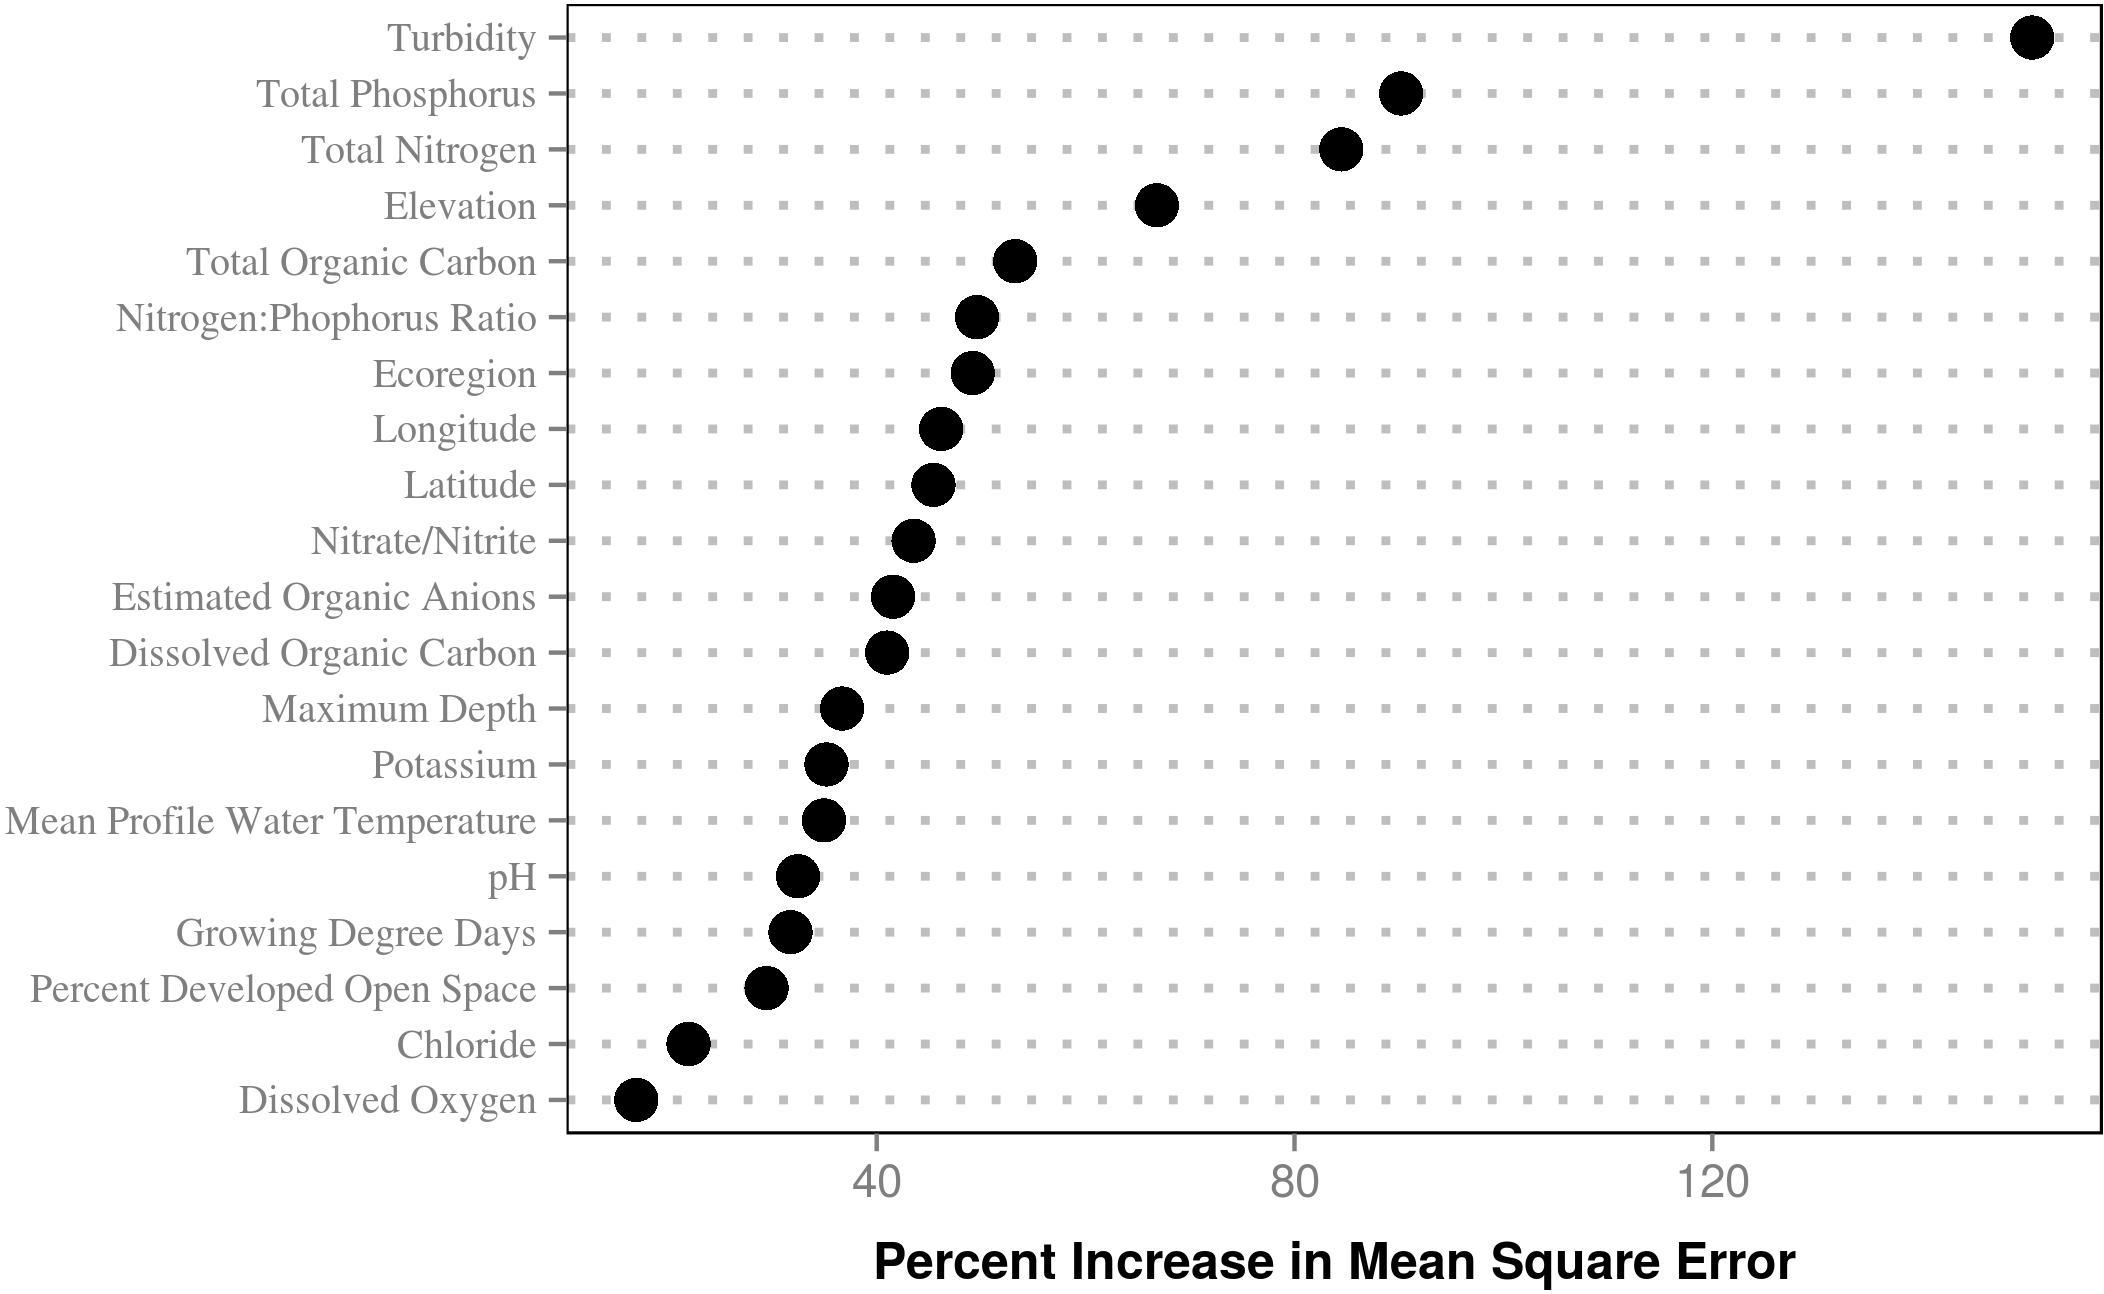 Turbidity
Total Phosphorus
Total Nitrogen
Elevation
Total Organic Carbon
Nitrogen:Phophorus Ratio
Ecoregion
Longitude
Latitude
Nitrate/Nitrite
Estimated Organic Anions
Dissolved Organic Carbon
Maximum Depth
Potassium
Mean Profile Water Temperature
pH
Growing Degree Days
Percent Developed Open Space
Chloride
Dissolved Oxygen
40 80 120
Percent Increase in Mean Square Error